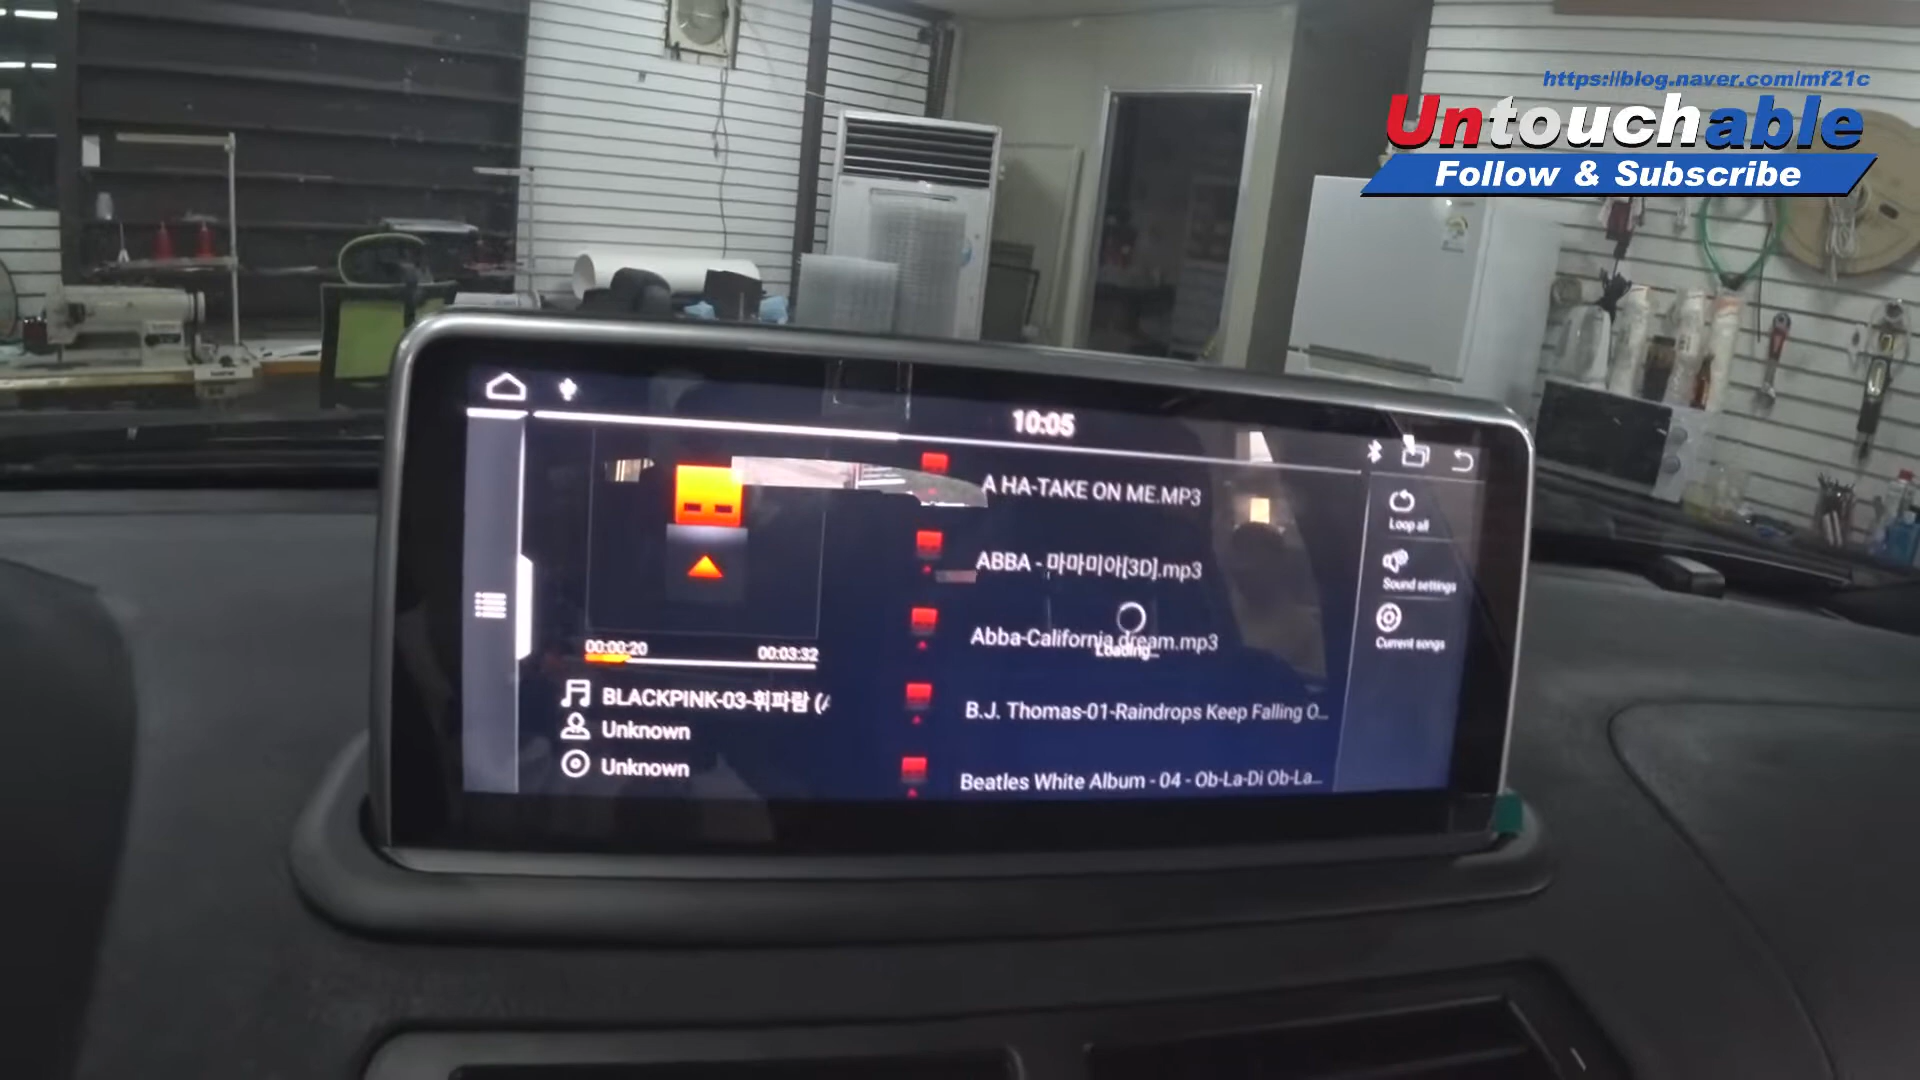 https://blog.naver.com/mf21c
Untouchable
Follow & Subscribe
10:05
A HA-TAKE ON ME.MP3
Loop all
ABBA - 마마미아[3D].mp3
Sound settings
Abba-California dream.mp3
Loading...
Current songs
00:00:20 00:03:32
BLACKPINK-03-휘파람 (A
B.J. Thomas-01-Raindrops Keep Falling O...
Unknown
Unknown
Beatles White Album - 04 - Ob-La-Di Ob-La...